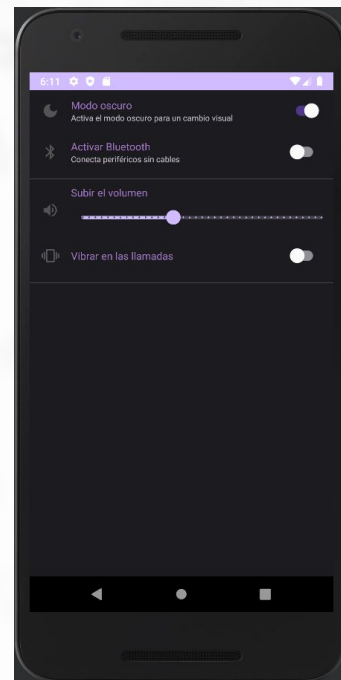 6:11
Modo oscuro
Activa el modo oscuro para un cambio visual
Activar Bluetooth
Conecta periféricos sin cables
Subir el volumen
Vibrar en las llamadas